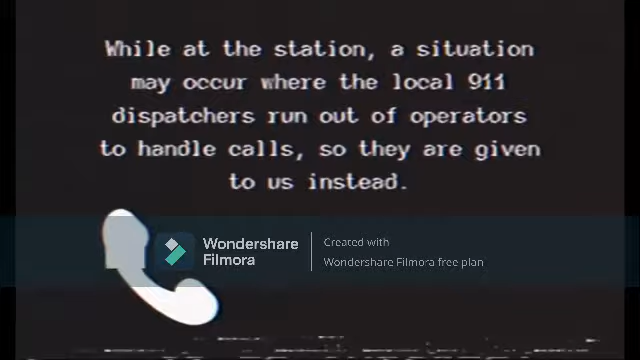 While at the station, a situation
may occur where the local 911
dispatchers run out of operators
to handle calls, so they are given
to us instead.
Wondershare
Filmora
Created with
Wondershare Filmora free plan